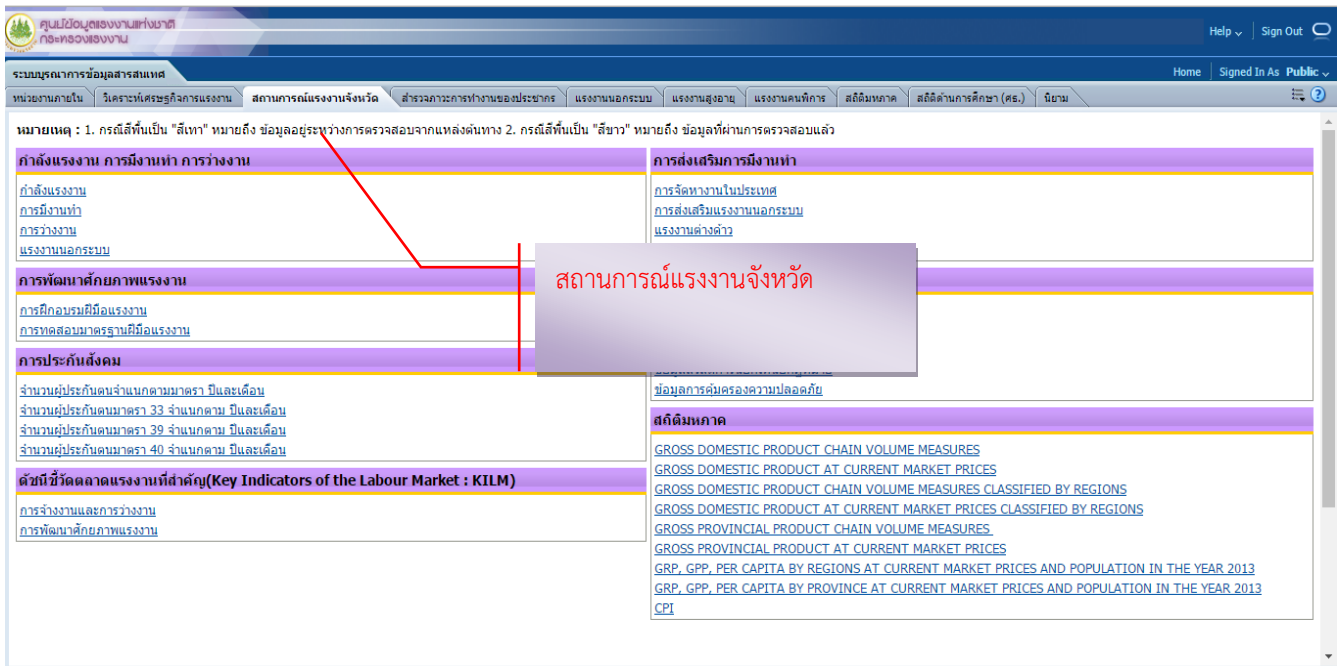 ศูนย์ข้อมูลแรงงานแห่งชาติ
กระทรวงแรงงาน
Help
Sign Out
ระบบบูรณาการข้อมูลสารสนเทศ
Home
Signed In As Public
หน่วยงานภายใน
วิเคราะห์เศรษฐกิจการแรงงาน
สถานการณ์แรงงานจังหวัด
สำรวจภาวะการทำงานของประชากร
แรงงานนอกระบบ
แรงงานสูงอายุ
แรงงานคนพิการ
สถิติมหภาค
สถิติด้านการศึกษา (ศธ.)
นิยาม
หมายเหตุ : 1. กรณีสีพื้นเป็น "สีเทา" หมายถึง ข้อมูลอยู่ระหว่างการตรวจสอบจากแหล่งต้นทาง 2. กรณีสีพื้นเป็น "สีขาว" หมายถึง ข้อมูลที่ผ่านการตรวจสอบแล้ว
กำลังแรงงาน การมีงานทำ การว่างงาน
กำลังแรงงาน
การมีงานทำ
การว่างงาน
แรงงานนอกระบบ
การพัฒนาศักยภาพแรงงาน
การฝึกอบรมฝีมือแรงงาน
การทดสอบมาตรฐานฝีมือแรงงาน
การประกันสังคม
จำนวนผู้ประกันตนจำแนกตามมาตรา ปีและเดือน
จำนวนผู้ประกันตนมาตรา 33 จำแนกตาม ปีและเดือน
จำนวนผู้ประกันตนมาตรา 39 จำแนกตาม ปีและเดือน
จำนวนผู้ประกันตนมาตรา 40 จำแนกตาม ปีและเดือน
ดัชนีชี้วัดตลาดแรงงานที่สำคัญ(Key Indicators of the Labour Market : KILM)
การจ้างงานและการว่างงาน
การพัฒนาศักยภาพแรงงาน
การส่งเสริมการมีงานทำ
การจัดหางานในประเทศ
การส่งเสริมแรงงานนอกระบบ
แรงงานต่างด้าว
สถานการณ์แรงงานจังหวัด
ข้อมูลการคุ้มครองความปลอดภัย
สถิติมหภาค
GROSS DOMESTIC PRODUCT CHAIN VOLUME MEASURES
GROSS DOMESTIC PRODUCT AT CURRENT MARKET PRICES
GROSS DOMESTIC PRODUCT CHAIN VOLUME MEASURES CLASSIFIED BY REGIONS
GROSS DOMESTIC PRODUCT AT CURRENT MARKET PRICES CLASSIFIED BY REGIONS
GROSS PROVINCIAL PRODUCT CHAIN VOLUME MEASURES
GROSS PROVINCIAL PRODUCT AT CURRENT MARKET PRICES
GRP, GPP, PER CAPITA BY REGIONS AT CURRENT MARKET PRICES AND POPULATION IN THE YEAR 2013
GRP, GPP, PER CAPITA BY PROVINCE AT CURRENT MARKET PRICES AND POPULATION IN THE YEAR 2013
CPI